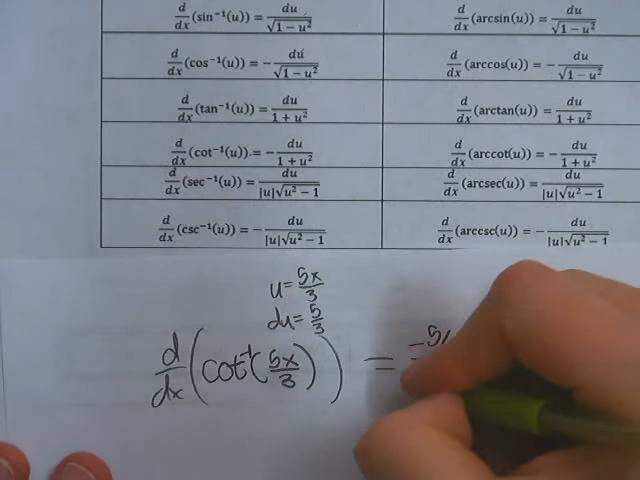 d/dx(sin⁻¹(u)) = du/√(1 − u²) d/dx(arcsin(u)) = du/√(1 − u²)
d/dx(cos⁻¹(u)) = − du/√(1 − u²) d/dx(arccos(u)) = − du/√(1 − u²)
d/dx(tan⁻¹(u)) = du/(1 + u²) d/dx(arctan(u)) = du/(1 + u²)
d/dx(cot⁻¹(u)) = − du/(1 + u²) d/dx(arccot(u)) = − du/(1 + u²)
d/dx(sec⁻¹(u)) = du/(|u|√(u² − 1)) d/dx(arcsec(u)) = du/(|u|√(u² − 1))
d/dx(csc⁻¹(u)) = − du/(|u|√(u² − 1)) d/dx(arccsc(u)) = − du/(|u|√(u² − 1))
u = 5x/3
du = 5/3
d/dx(cot⁻¹(5x/3)) = −5/